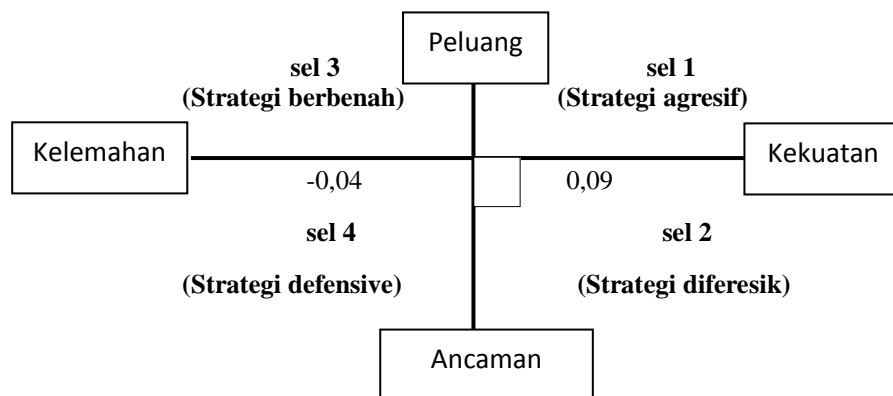 Peluang
sel 3
(Strategi berbenah)
sel 1
(Strategi agresif)
Kelemahan
Kekuatan
-0,04
0,09
sel 4
(Strategi defensive)
sel 2
(Strategi diferesik)
Ancaman